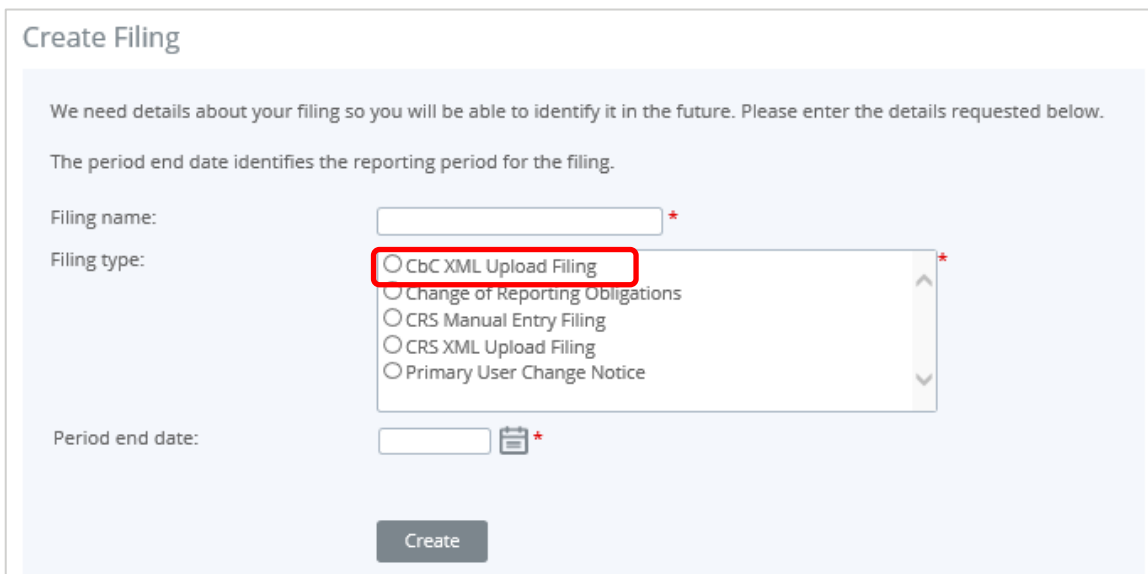 Create Filing
We need details about your filing so you will be able to identify it in the future. Please enter the details requested below.
The period end date identifies the reporting period for the filing.
Filing name: *
Filing type: *
CbC XML Upload Filing
Change of Reporting Obligations
CRS Manual Entry Filing
CRS XML Upload Filing
Primary User Change Notice
Period end date: *
Create